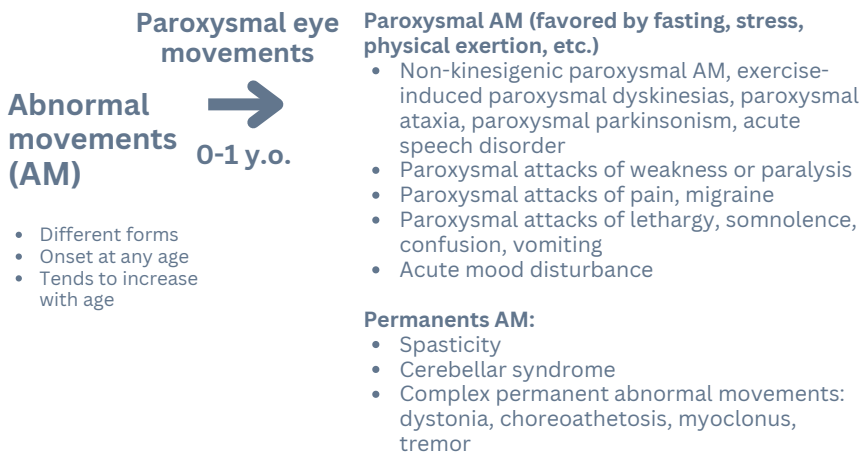 Paroxysmal eye
movements
Abnormal
movements
(AM)
0-1 y.o.
• Different forms
• Onset at any age
• Tends to increase
with age
Paroxysmal AM (favored by fasting, stress,
physical exertion, etc.)
• Non-kinesigenic paroxysmal AM, exercise-
induced paroxysmal dyskinesias, paroxysmal
ataxia, paroxysmal parkinsonism, acute
speech disorder
• Paroxysmal attacks of weakness or paralysis
• Paroxysmal attacks of pain, migraine
• Paroxysmal attacks of lethargy, somnolence,
confusion, vomiting
• Acute mood disturbance
Permanents AM:
• Spasticity
• Cerebellar syndrome
• Complex permanent abnormal movements:
dystonia, choreoathetosis, myoclonus,
tremor